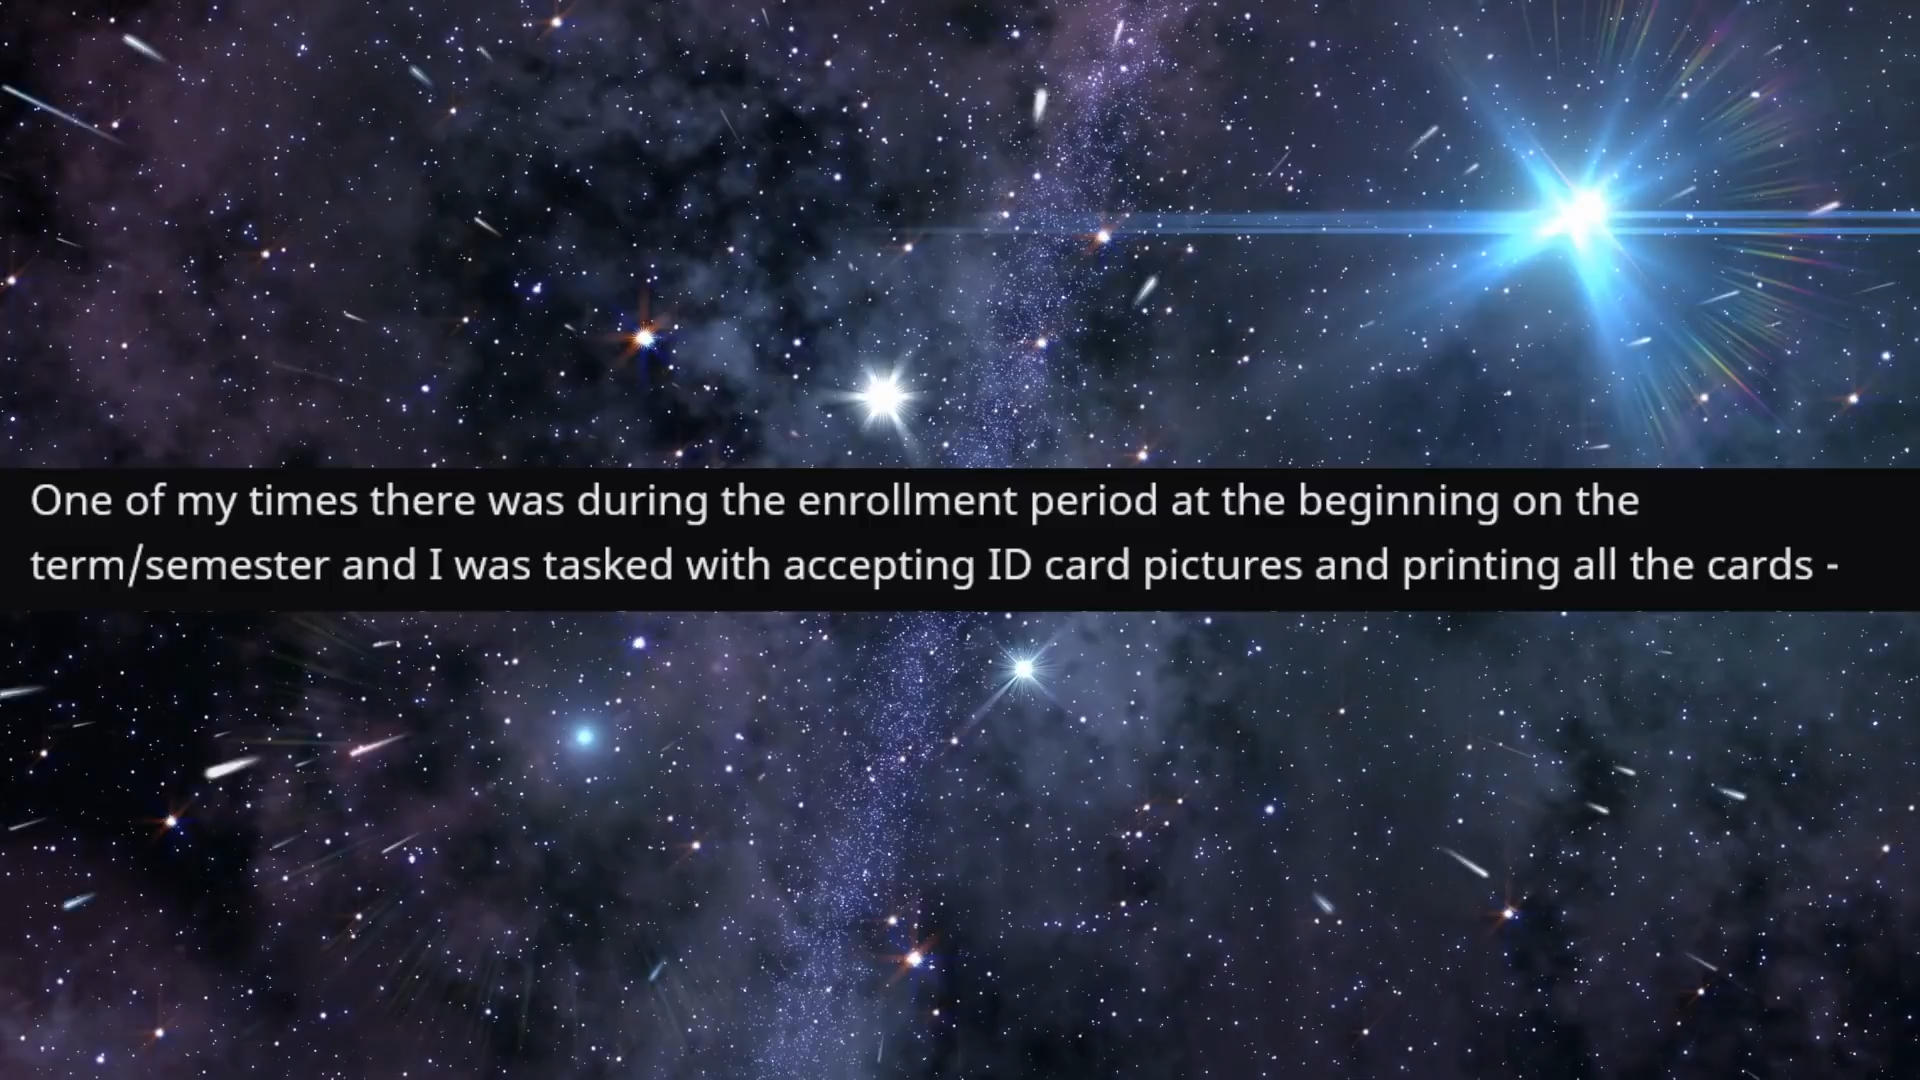 One of my times there was during the enrollment period at the beginning on the
term/semester and I was tasked with accepting ID card pictures and printing all the cards -